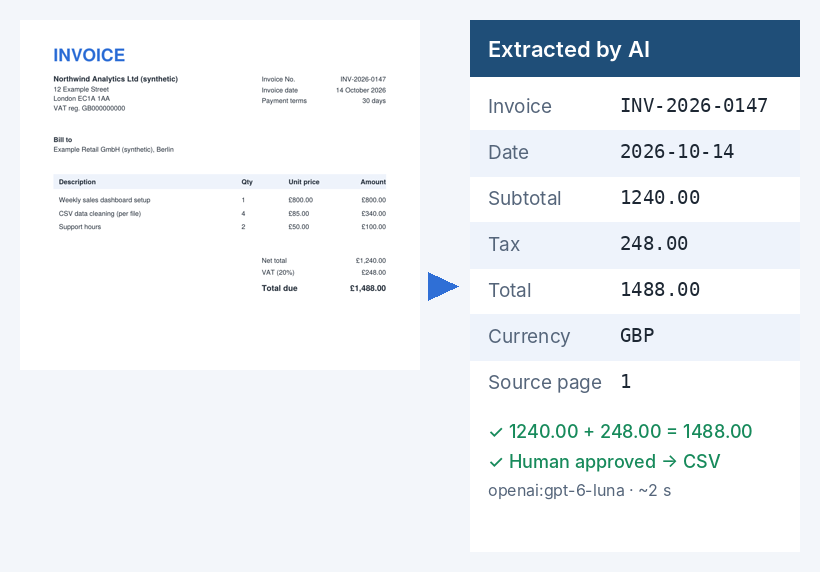 INVOICE
Northwind Analytics Ltd (synthetic)
12 Example Street
London EC1A 1AA
VAT reg. GB000000000
Invoice No. INV-2026-0147
Invoice date 14 October 2026
Payment terms 30 days
Bill to
Example Retail GmbH (synthetic), Berlin
Description Qty Unit price Amount
Weekly sales dashboard setup 1 £800.00 £800.00
CSV data cleaning (per file) 4 £85.00 £340.00
Support hours 2 £50.00 £100.00
Net total £1,240.00
VAT (20%) £248.00
Total due £1,488.00
Extracted by AI
Invoice INV-2026-0147
Date 2026-10-14
Subtotal 1240.00
Tax 248.00
Total 1488.00
Currency GBP
Source page 1
✓ 1240.00 + 248.00 = 1488.00
✓ Human approved → CSV
openai:gpt-6-luna · ~2 s